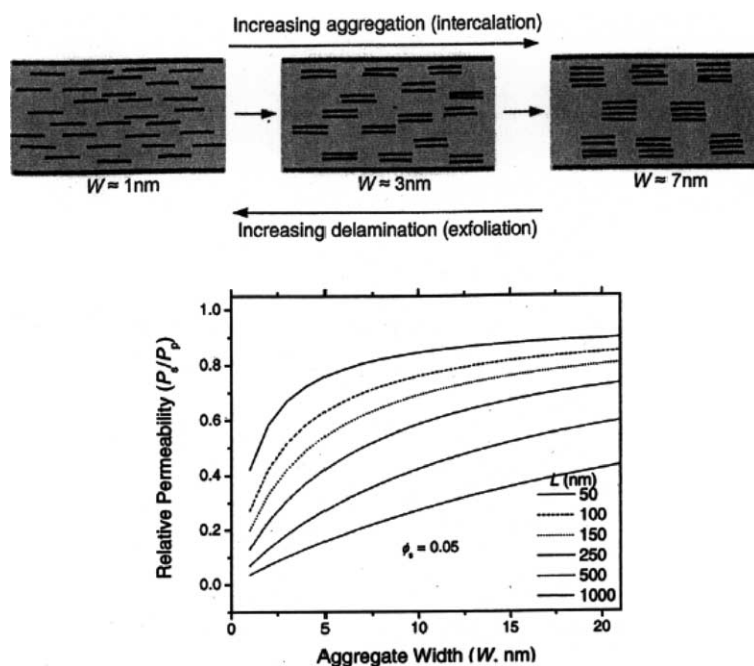 Increasing aggregation (intercalation)
W ≈ 1nm
W ≈ 3nm
W ≈ 7nm
Increasing delamination (exfoliation)
1.0
0.8
0.6
0.4
0.2
0.0
Relative Permeability (Ps/Pp)
L (nm)
50
100
150
250
500
1000
ϕs = 0.05
0 5 10 15 20
Aggregate Width (W, nm)